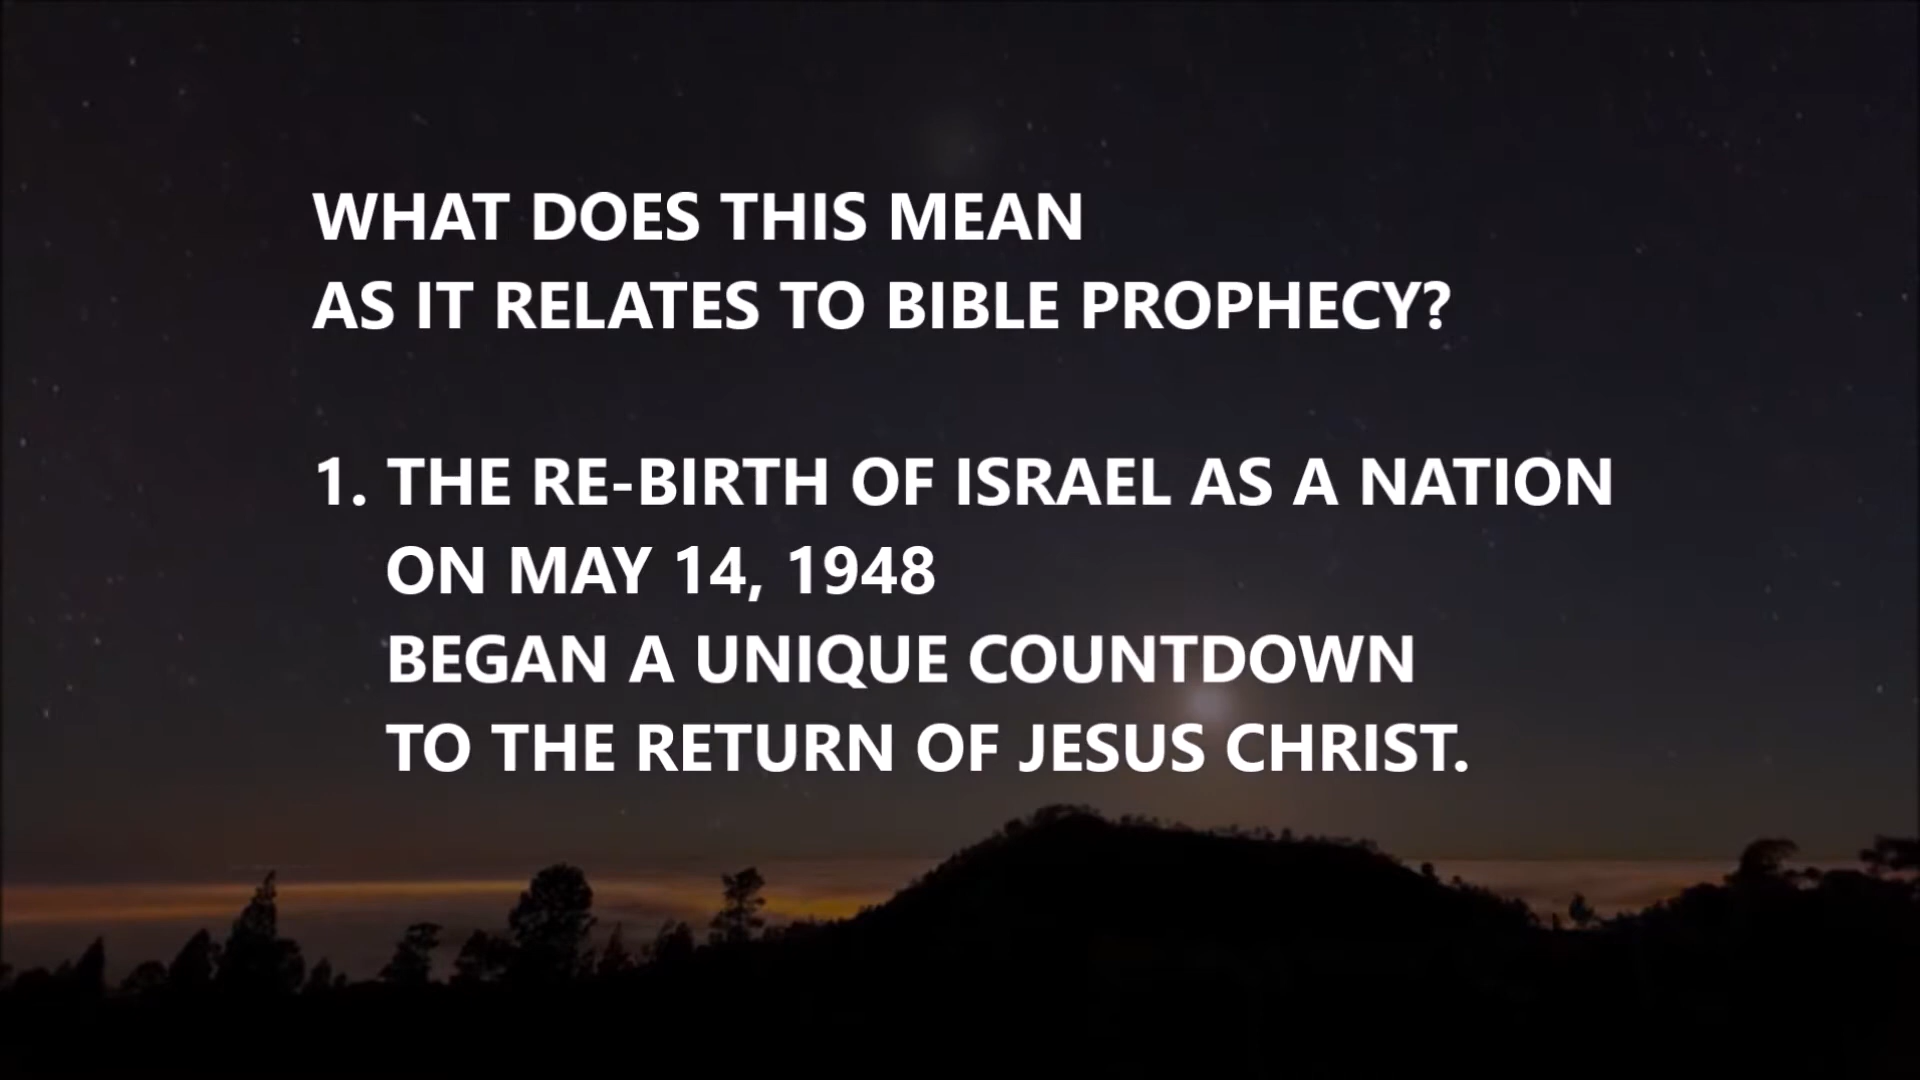 WHAT DOES THIS MEAN
AS IT RELATES TO BIBLE PROPHECY?
1. THE RE-BIRTH OF ISRAEL AS A NATION
ON MAY 14, 1948
BEGAN A UNIQUE COUNTDOWN
TO THE RETURN OF JESUS CHRIST.